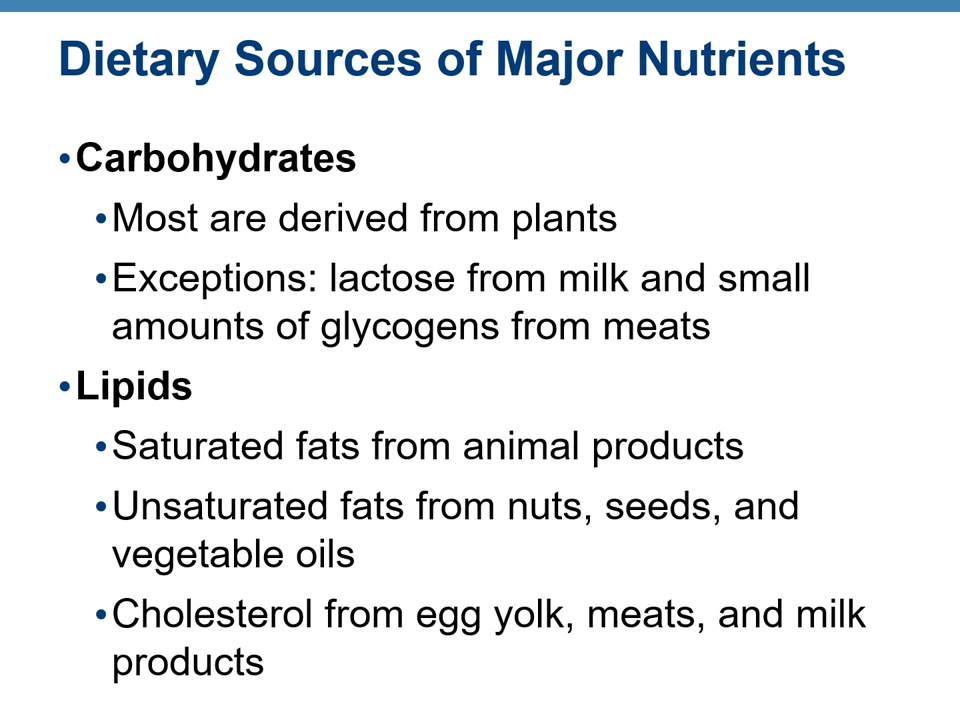 Dietary Sources of Major Nutrients
•Carbohydrates
•Most are derived from plants
•Exceptions: lactose from milk and small
amounts of glycogens from meats
•Lipids
•Saturated fats from animal products
•Unsaturated fats from nuts, seeds, and
vegetable oils
•Cholesterol from egg yolk, meats, and milk
products